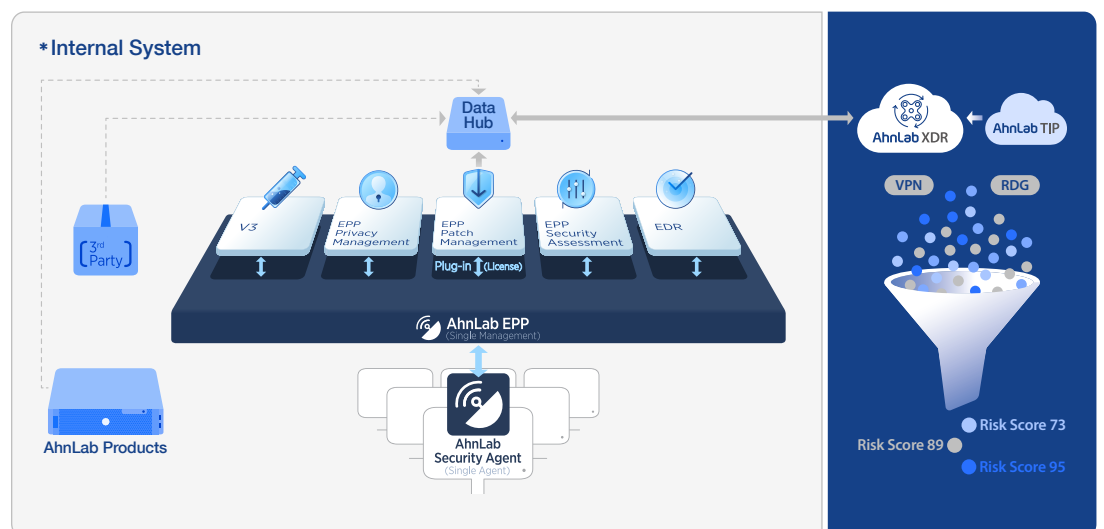 *Internal System
Data
Hub
AhnLab XDR
AhnLab TIP
VPN
RDG
V3
EPP
Privacy
Management
EPP
Patch
Management
EPP
Security
Assessment
EDR
Plug-in (License)
3rd
Party
AhnLab EPP
(Single Management)
AhnLab Products
AhnLab
Security Agent
(Single Agent)
Risk Score 73
Risk Score 89
Risk Score 95